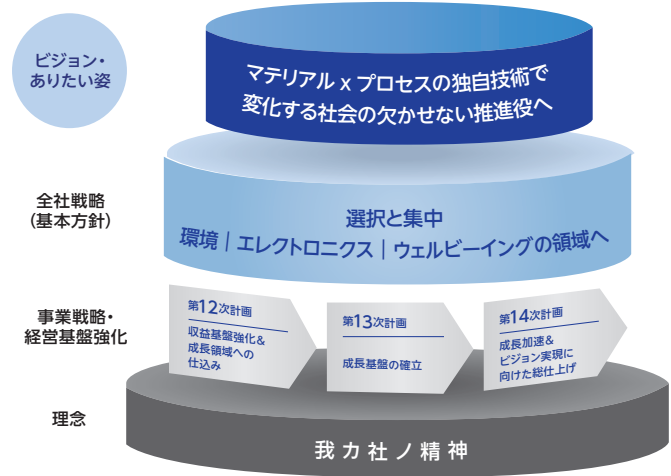 ビジョン・
ありたい姿
マテリアル x プロセスの独自技術で
変化する社会の欠かせない推進役へ
全社戦略
(基本方針)
選択と集中
環境｜エレクトロニクス｜ウェルビーイングの領域へ
事業戦略・
経営基盤強化
第12次計画
収益基盤強化&
成長領域への
仕込み
第13次計画
成長基盤の確立
第14次計画
成長加速&
ビジョン実現に
向けた総仕上げ
理念
我カ社ノ精神